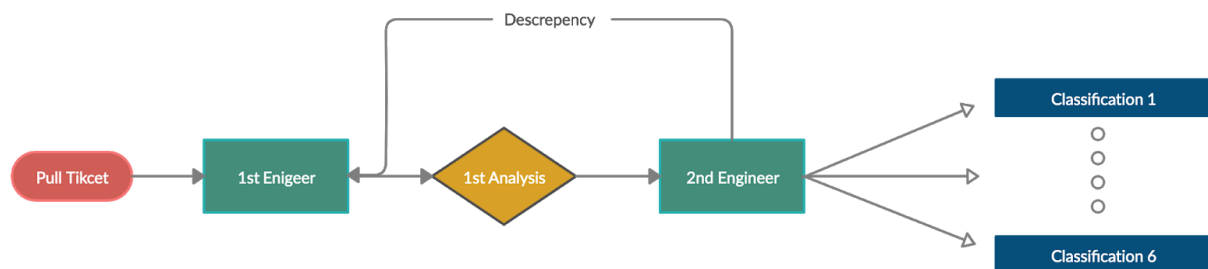 Descrepency
Pull Tikcet
1st Enigeer
1st Analysis
2nd Engineer
Classification 1
Classification 6